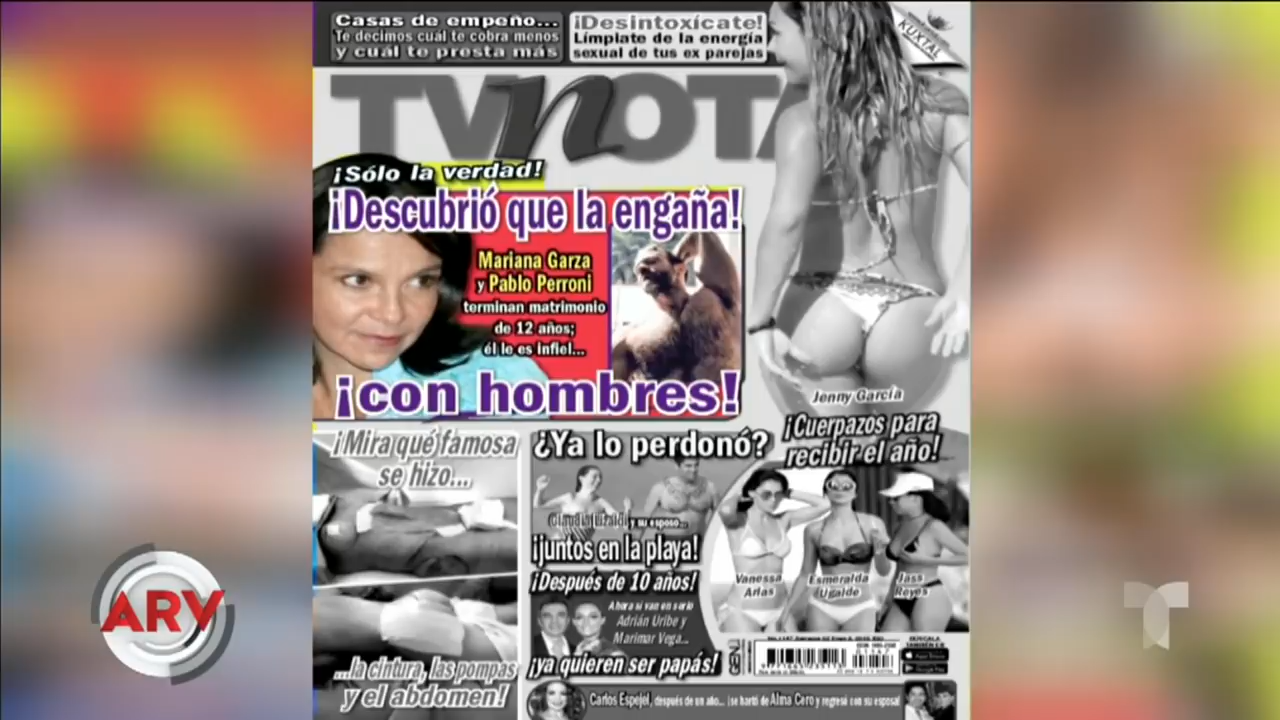 Casas de empeño...
Te decimos cuál te cobra menos
y cuál te presta más
¡Desintoxícate!
Límpiate de la energía
sexual de tus ex parejas
KUXTAL
TVnOTA
¡Sólo la verdad!
¡Descubrió que la engaña!
Mariana Garza
y Pablo Perroni
terminan matrimonio
de 12 años;
él le es infiel...
¡con hombres!
Jenny García
¡Cuerpazos para
recibir el año!
Vanessa
Arias
Esmeralda
Ugalde
Jass
Reyes
¡Mira qué famosa
se hizo...
...la cintura, las pompas
y el abdomen!
¿Ya lo perdonó?
y su esposo...
¡juntos en la playa!
¡Después de 10 años!
Ahora sí van en serio
Adrián Uribe y
Marimar Vega...
¡ya quieren ser papás!
Carlos Espejel, después de un año... ¡se hartó de Alma Cero y regresó con su esposa!
ARV